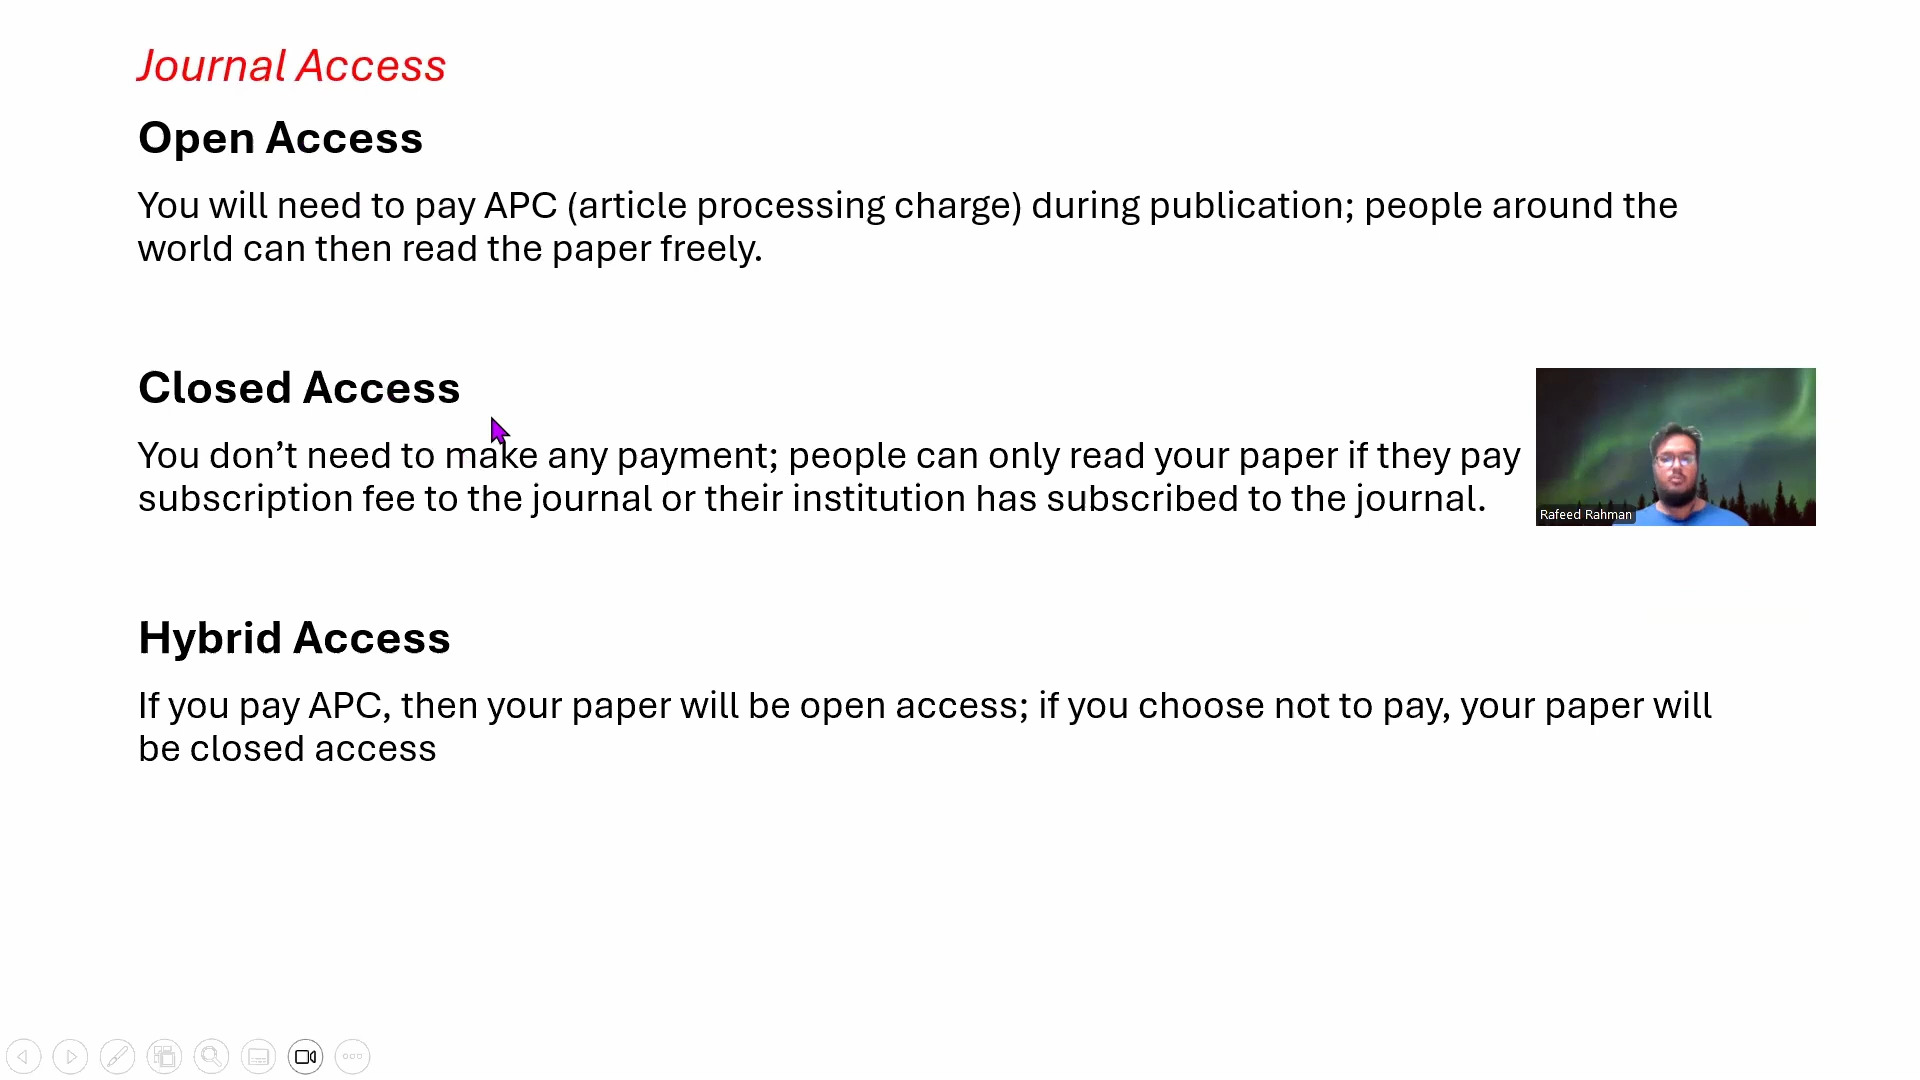 Journal Access
Open Access
You will need to pay APC (article processing charge) during publication; people around the
world can then read the paper freely.
Closed Access
You don’t need to make any payment; people can only read your paper if they pay
subscription fee to the journal or their institution has subscribed to the journal.
Rafeed Rahman
Hybrid Access
If you pay APC, then your paper will be open access; if you choose not to pay, your paper will
be closed access